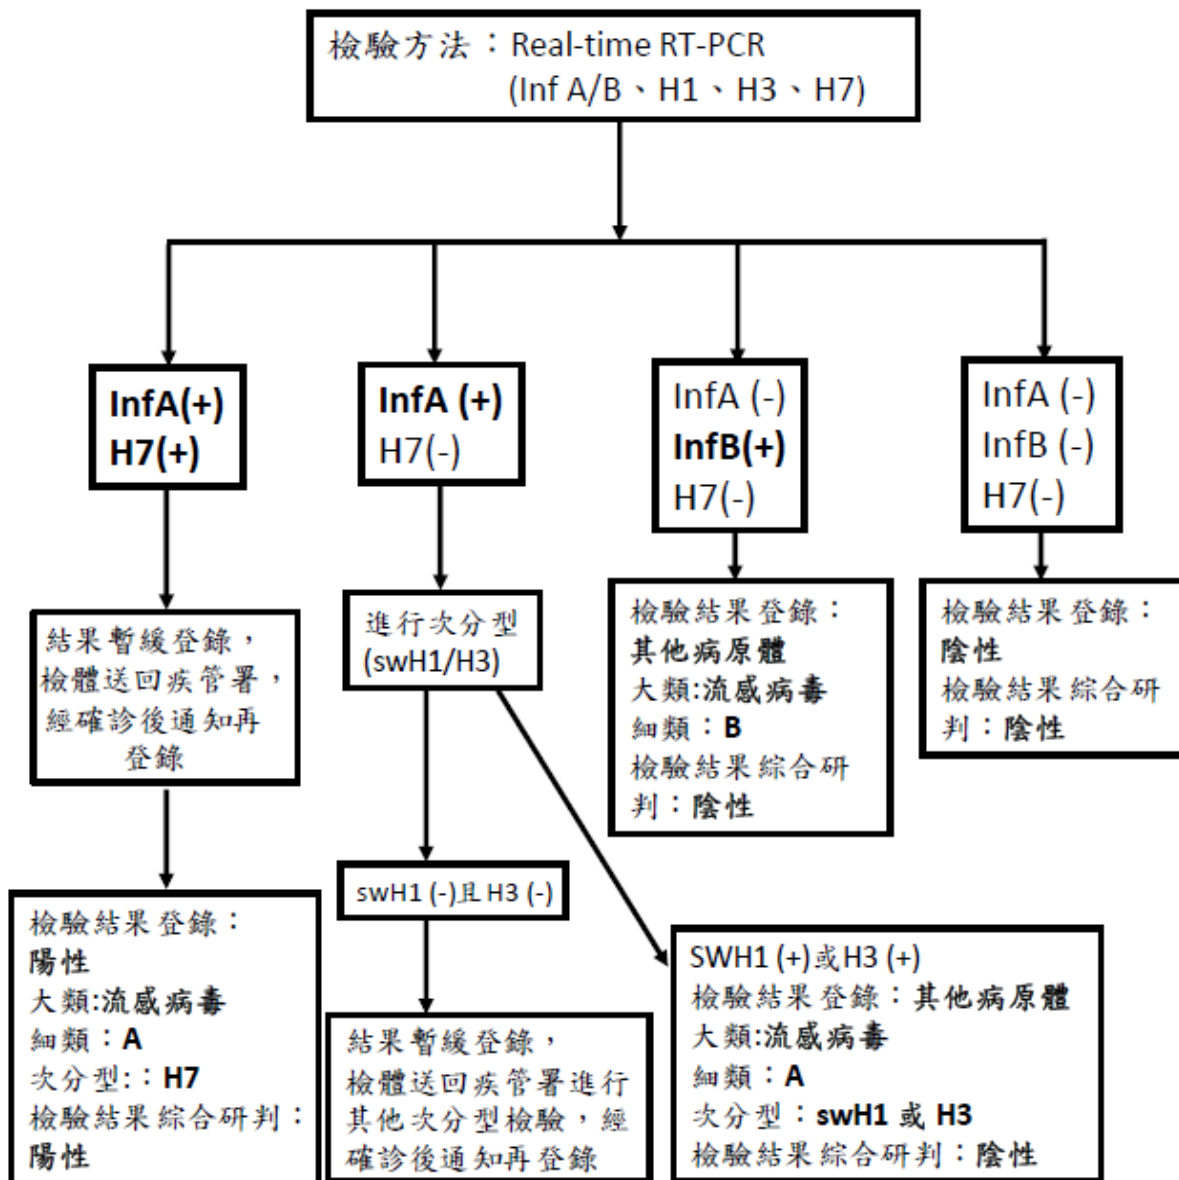 檢驗方法：Real-time RT-PCR
(Inf A/B、H1、H3、H7)
InfA(+)
H7(+)
InfA (+)
H7(-)
InfA (-)
InfB(+)
H7(-)
InfA (-)
InfB (-)
H7(-)
結果暫緩登錄，
檢體送回疾管署，
經確診後通知再
登錄
進行次分型
(swH1/H3)
檢驗結果登錄：
其他病原體
大類:流感病毒
細類：B
檢驗結果綜合研
判：陰性
檢驗結果登錄：
陰性
檢驗結果綜合研
判：陰性
swH1 (-)且H3 (-)
檢驗結果登錄：
陽性
大類:流感病毒
細類：A
次分型:：H7
檢驗結果綜合研判：
陽性
結果暫緩登錄，
檢體送回疾管署進行
其他次分型檢驗，經
確診後通知再登錄
SWH1 (+)或H3 (+)
檢驗結果登錄：其他病原體
大類:流感病毒
細類：A
次分型：swH1 或 H3
檢驗結果綜合研判：陰性